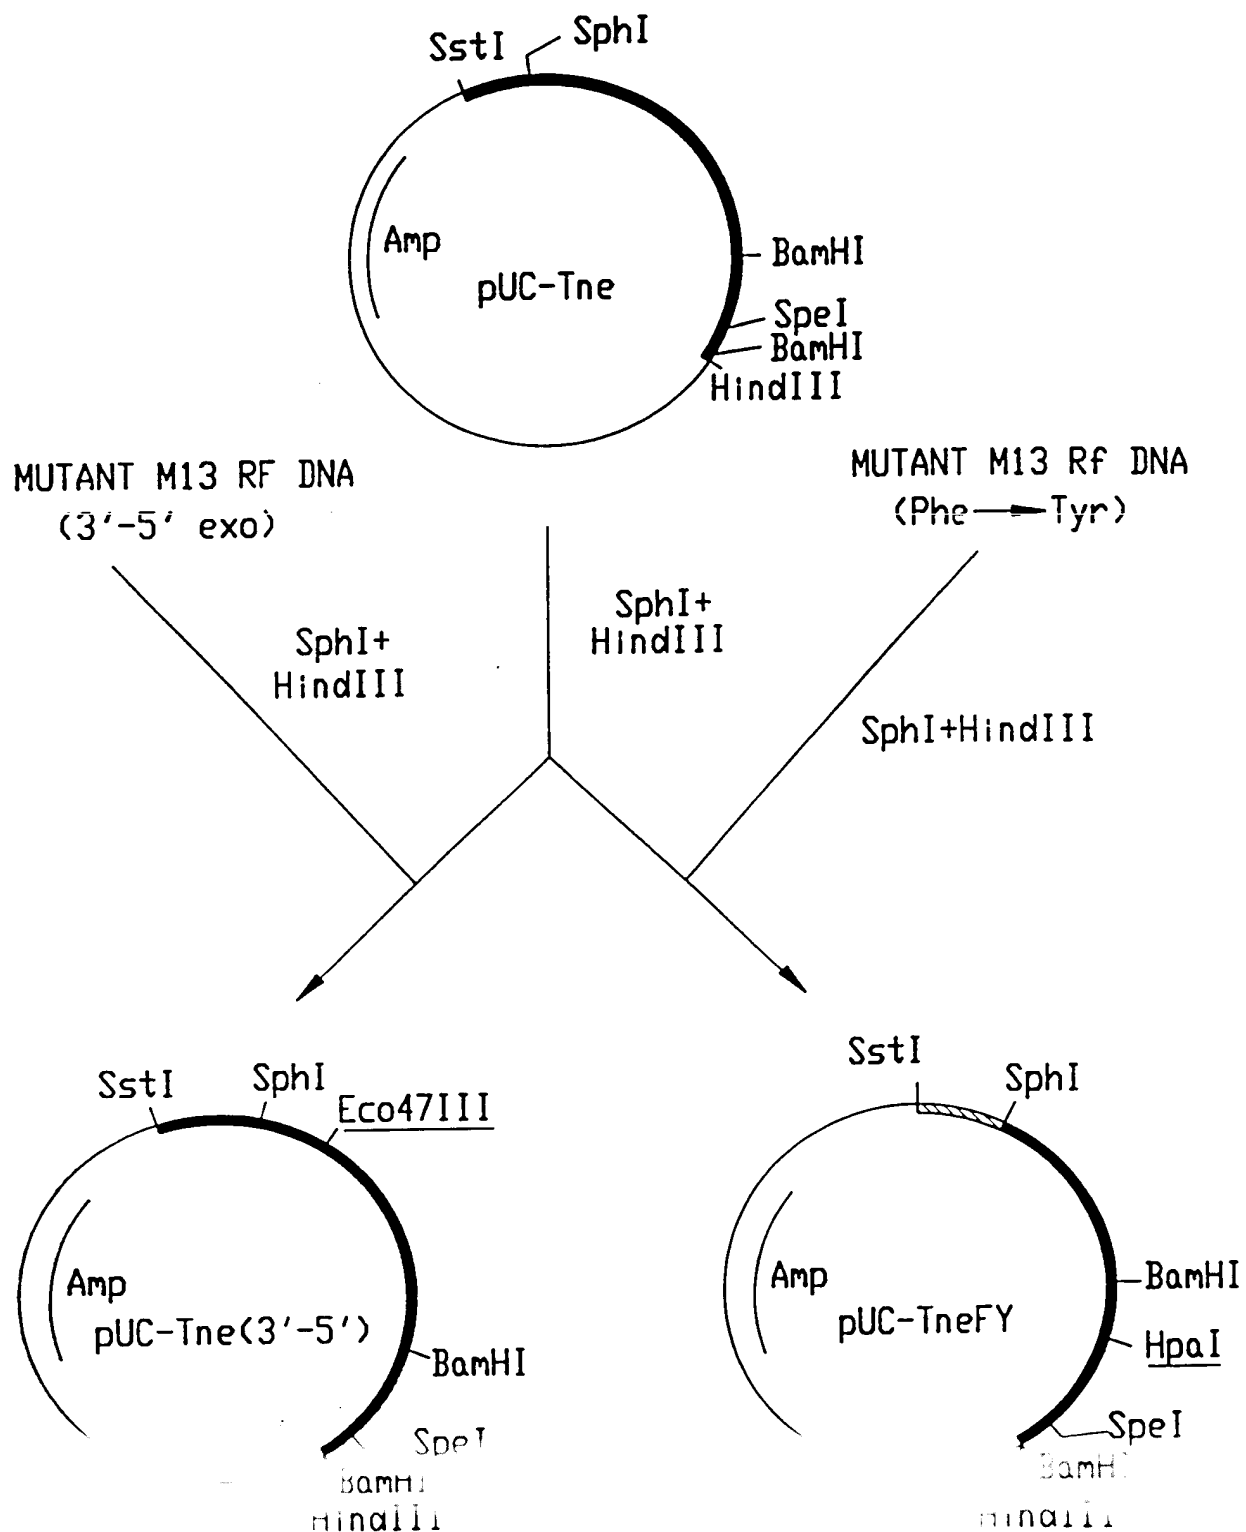 SstI
SphI
Amp
pUC-Tne
BamHI
SpeI
BamHI
HindIII
MUTANT M13 RF DNA
(3'-5' exo)
MUTANT M13 Rf DNA
(Phe→Tyr)
SphI+
HindIII
SphI+
HindIII
SphI+HindIII
SstI
SphI
Eco47III
Amp
pUC-Tne(3'-5')
BamHI
SpeI
BamHI
HindIII
SstI
SphI
Amp
pUC-TneFY
BamHI
HpaI
SpeI
BamHI
HindIII